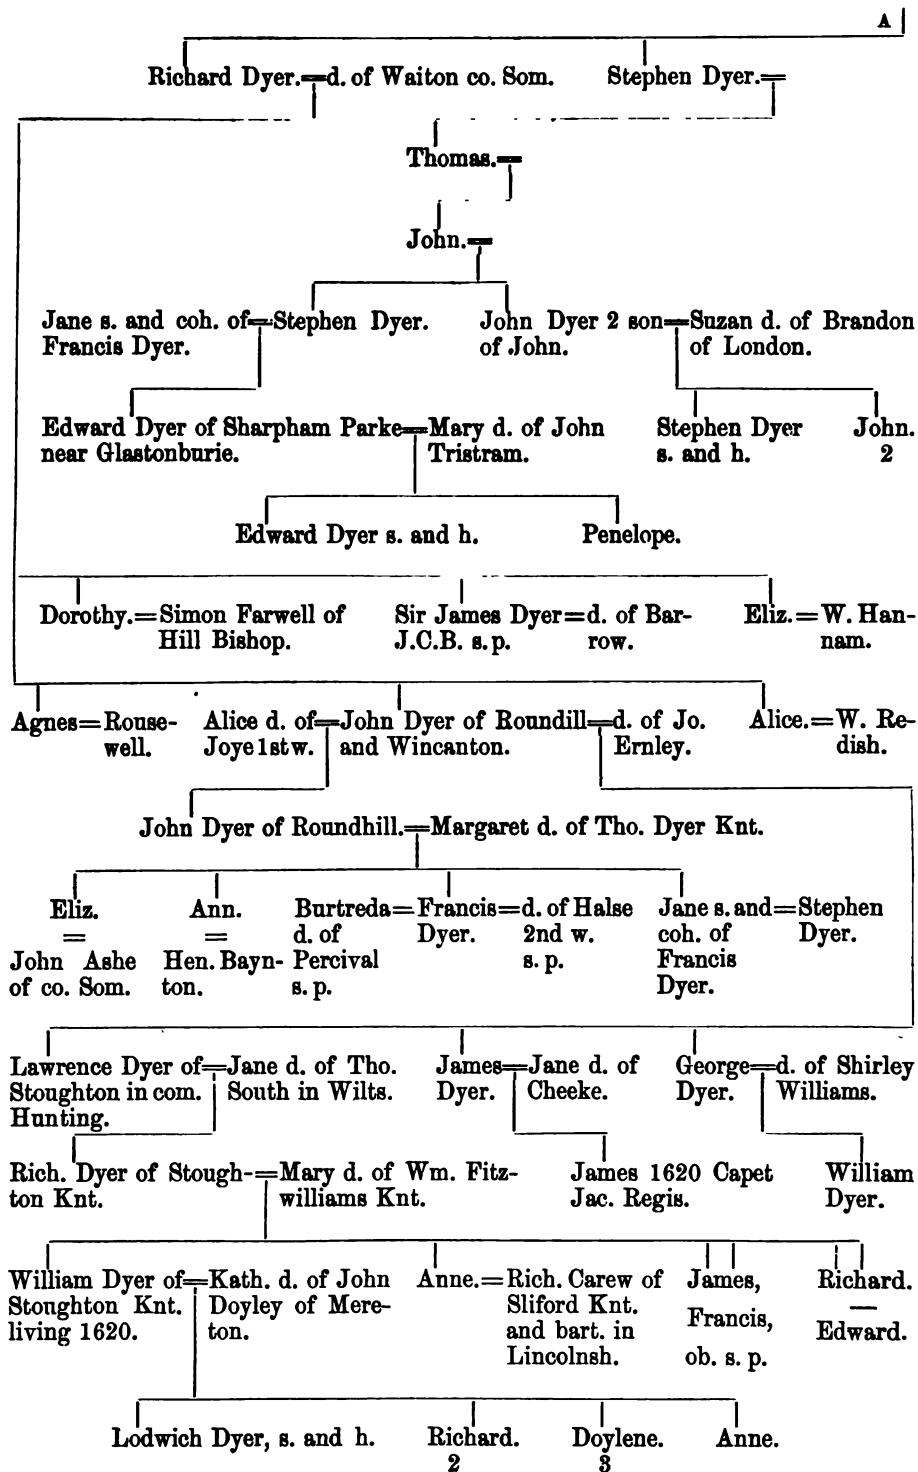 A
Richard Dyer.=d. of Waiton co. Som. Stephen Dyer.=
Thomas.=
John.=
Jane s. and coh. of=Stephen Dyer. John Dyer 2 son=Suzan d. of Brandon
Francis Dyer. of John. of London.
Edward Dyer of Sharpham Parke=Mary d. of John Stephen Dyer John.
near Glastonburie. Tristram. s. and h. 2
Edward Dyer s. and h. Penelope.
Dorothy.=Simon Farwell of Sir James Dyer=d. of Bar- Eliz.=W. Han-
Hill Bishop. J.C.B. s.p. row. nam.
Agnes=Rouse- Alice d. of=John Dyer of Roundill=d. of Jo. Alice.=W. Re-
well. Joye 1st w. and Wincanton. Ernley. dish.
John Dyer of Roundhill.=Margaret d. of Tho. Dyer Knt.
Eliz. Ann. Burtreda=Francis=d. of Halse Jane s. and=Stephen
= = d. of Dyer. 2nd w. coh. of Dyer.
John Ashe Hen. Bayn- Percival s. p. Francis
of co. Som. ton. s. p. Dyer.
Lawrence Dyer of=Jane d. of Tho. James=Jane d. of George=d. of Shirley
Stoughton in com. South in Wilts. Dyer. Cheeke. Dyer. Williams.
Hunting.
Rich. Dyer of Stough-=Mary d. of Wm. Fitz- James 1620 Capet William
ton Knt. williams Knt. Jac. Regis. Dyer.
William Dyer of=Kath. d. of John Anne.=Rich. Carew of James, Richard.
Stoughton Knt. Doyley of Mere- Sliford Knt. Francis, —
living 1620. ton. and bart. in Edward.
Lincolnsh. ob. s. p.
Lodwich Dyer, s. and h. Richard. Doylene. Anne.
2 3